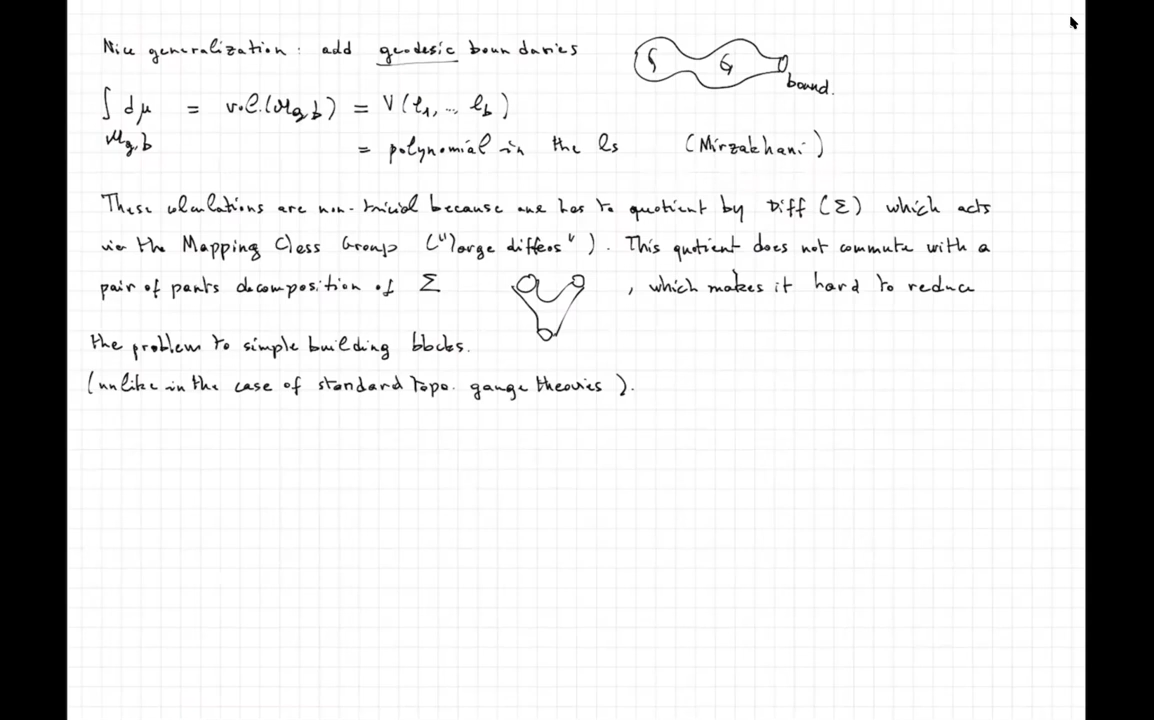 Nice generalization: add geodesic boundaries
bound.
∫ dμ = vol.(M_{g,b}) = V(l₁, … l_b)
M_{g,b}
= polynomial in the ls (Mirzakhani)
These calculations are non-trivial because one has to quotient by Diff(Σ) which acts
via the Mapping Class Group ("large diffeos"). This quotient does not commute with a
pair of pants decomposition of Σ , which makes it hard to reduce
the problem to simple building blocks.
(unlike in the case of standard topo. gauge theories).